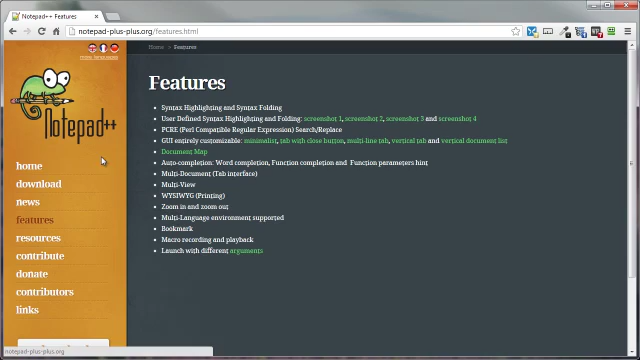 Notepad++ Features
notepad-plus-plus.org/features.html
Home > Features
Notepad++
Features
Syntax Highlighting and Syntax Folding
User Defined Syntax Highlighting and Folding: screenshot 1, screenshot 2, screenshot 3 and screenshot 4
PCRE (Perl Compatible Regular Expression) Search/Replace
GUI entirely customizable: minimalist, tab with close button, multi-line tab, vertical tab and vertical document list
Document Map
Auto-completion: Word completion, Function completion and Function parameters hint
Multi-Document (Tab interface)
Multi-View
WYSIWYG (Printing)
Zoom in and zoom out
Multi-Language environment supported
Bookmark
Macro recording and playback
Launch with different arguments
home
download
news
features
resources
contribute
donate
contributors
links
notepad-plus-plus.org